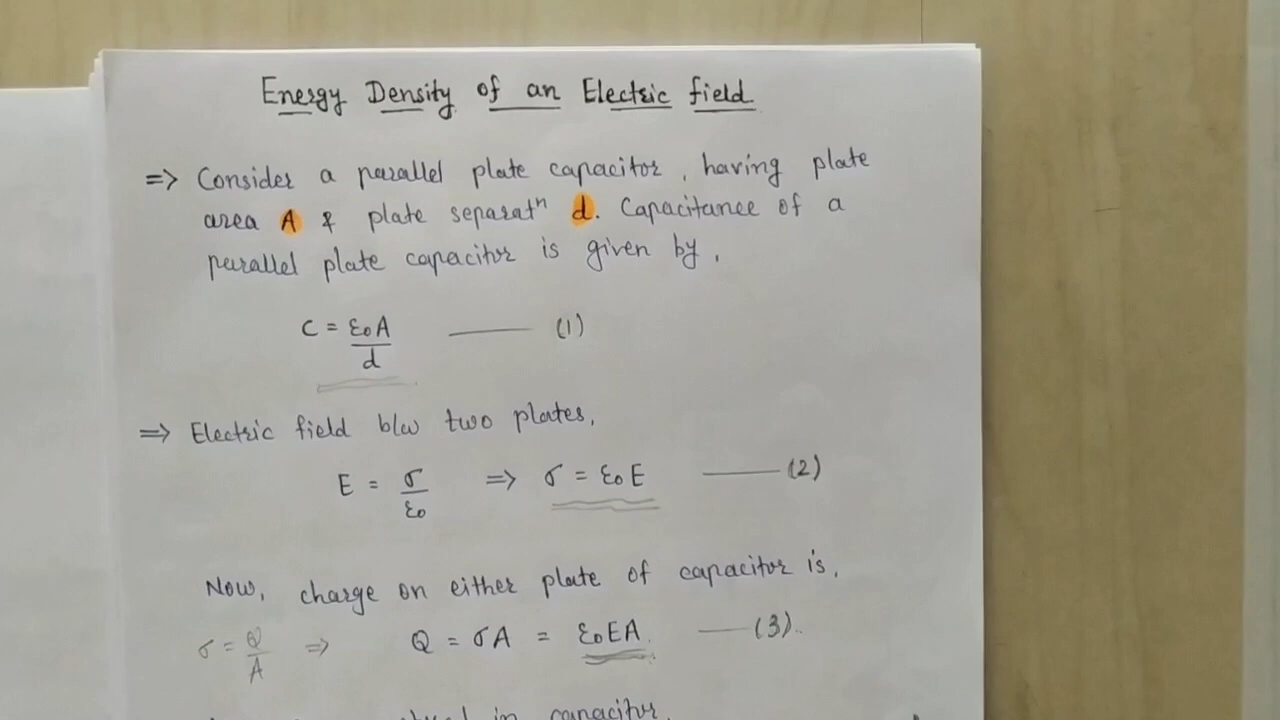 Energy Density of an Electric field
=> Consider a parallel plate capacitor, having plate
area A & plate separatⁿ d. Capacitance of a
parallel plate capacitor is given by,
C = ε₀A/d —— (1)
=> Electric field b/w two plates,
E = σ/ε₀ => σ = ε₀E —— (2)
Now, charge on either plate of capacitor is,
σ = Q/A => Q = σA = ε₀EA —— (3).
in capacitor